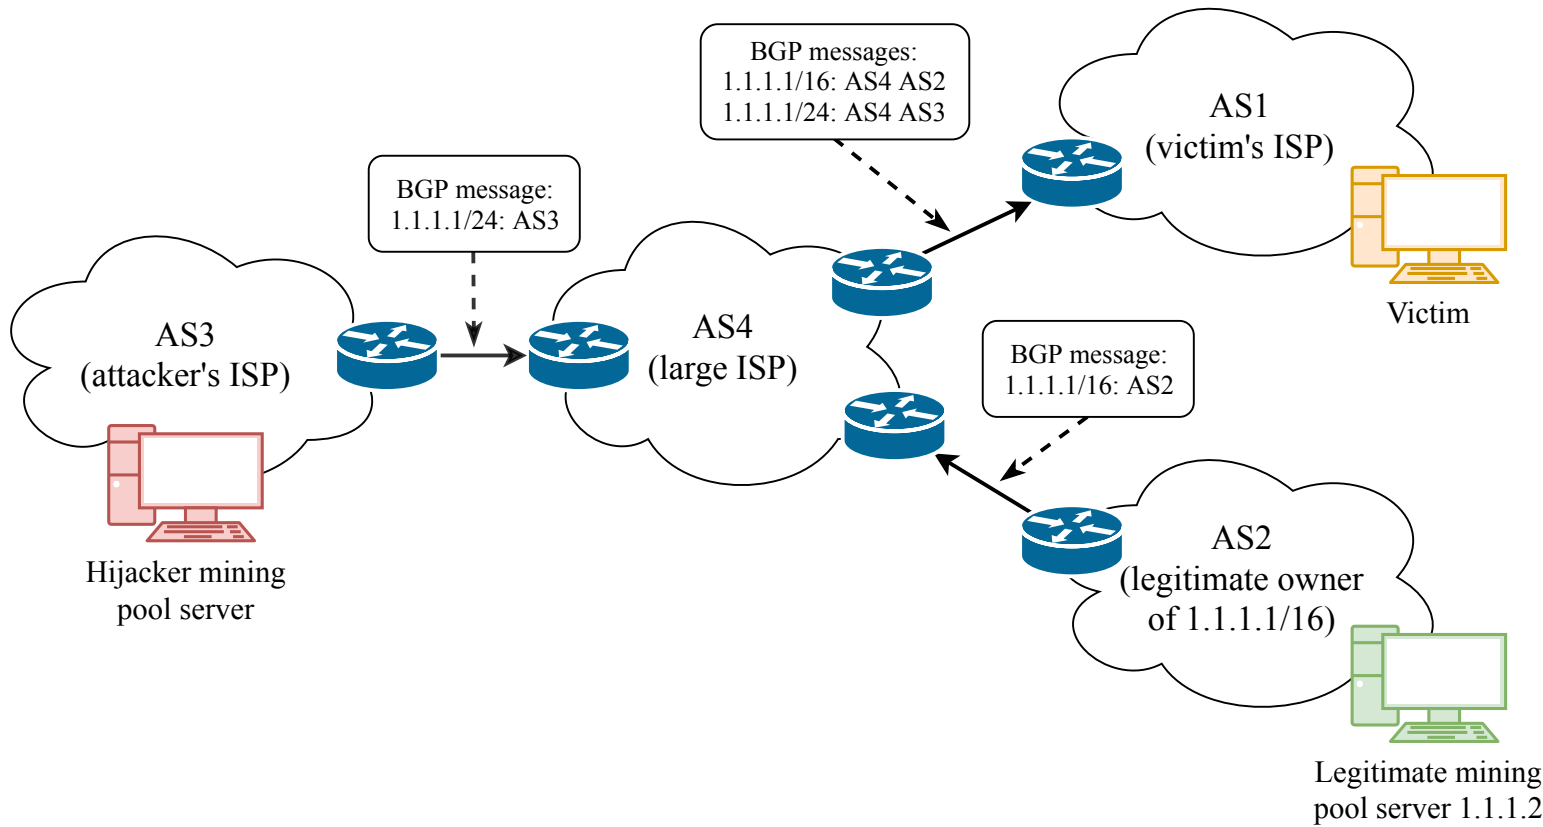 BGP messages:
1.1.1.1/16: AS4 AS2
1.1.1.1/24: AS4 AS3
AS1
(victim's ISP)
Victim
BGP message:
1.1.1.1/24: AS3
AS3
(attacker's ISP)
Hijacker mining
pool server
AS4
(large ISP)
BGP message:
1.1.1.1/16: AS2
AS2
(legitimate owner
of 1.1.1.1/16)
Legitimate mining
pool server 1.1.1.2